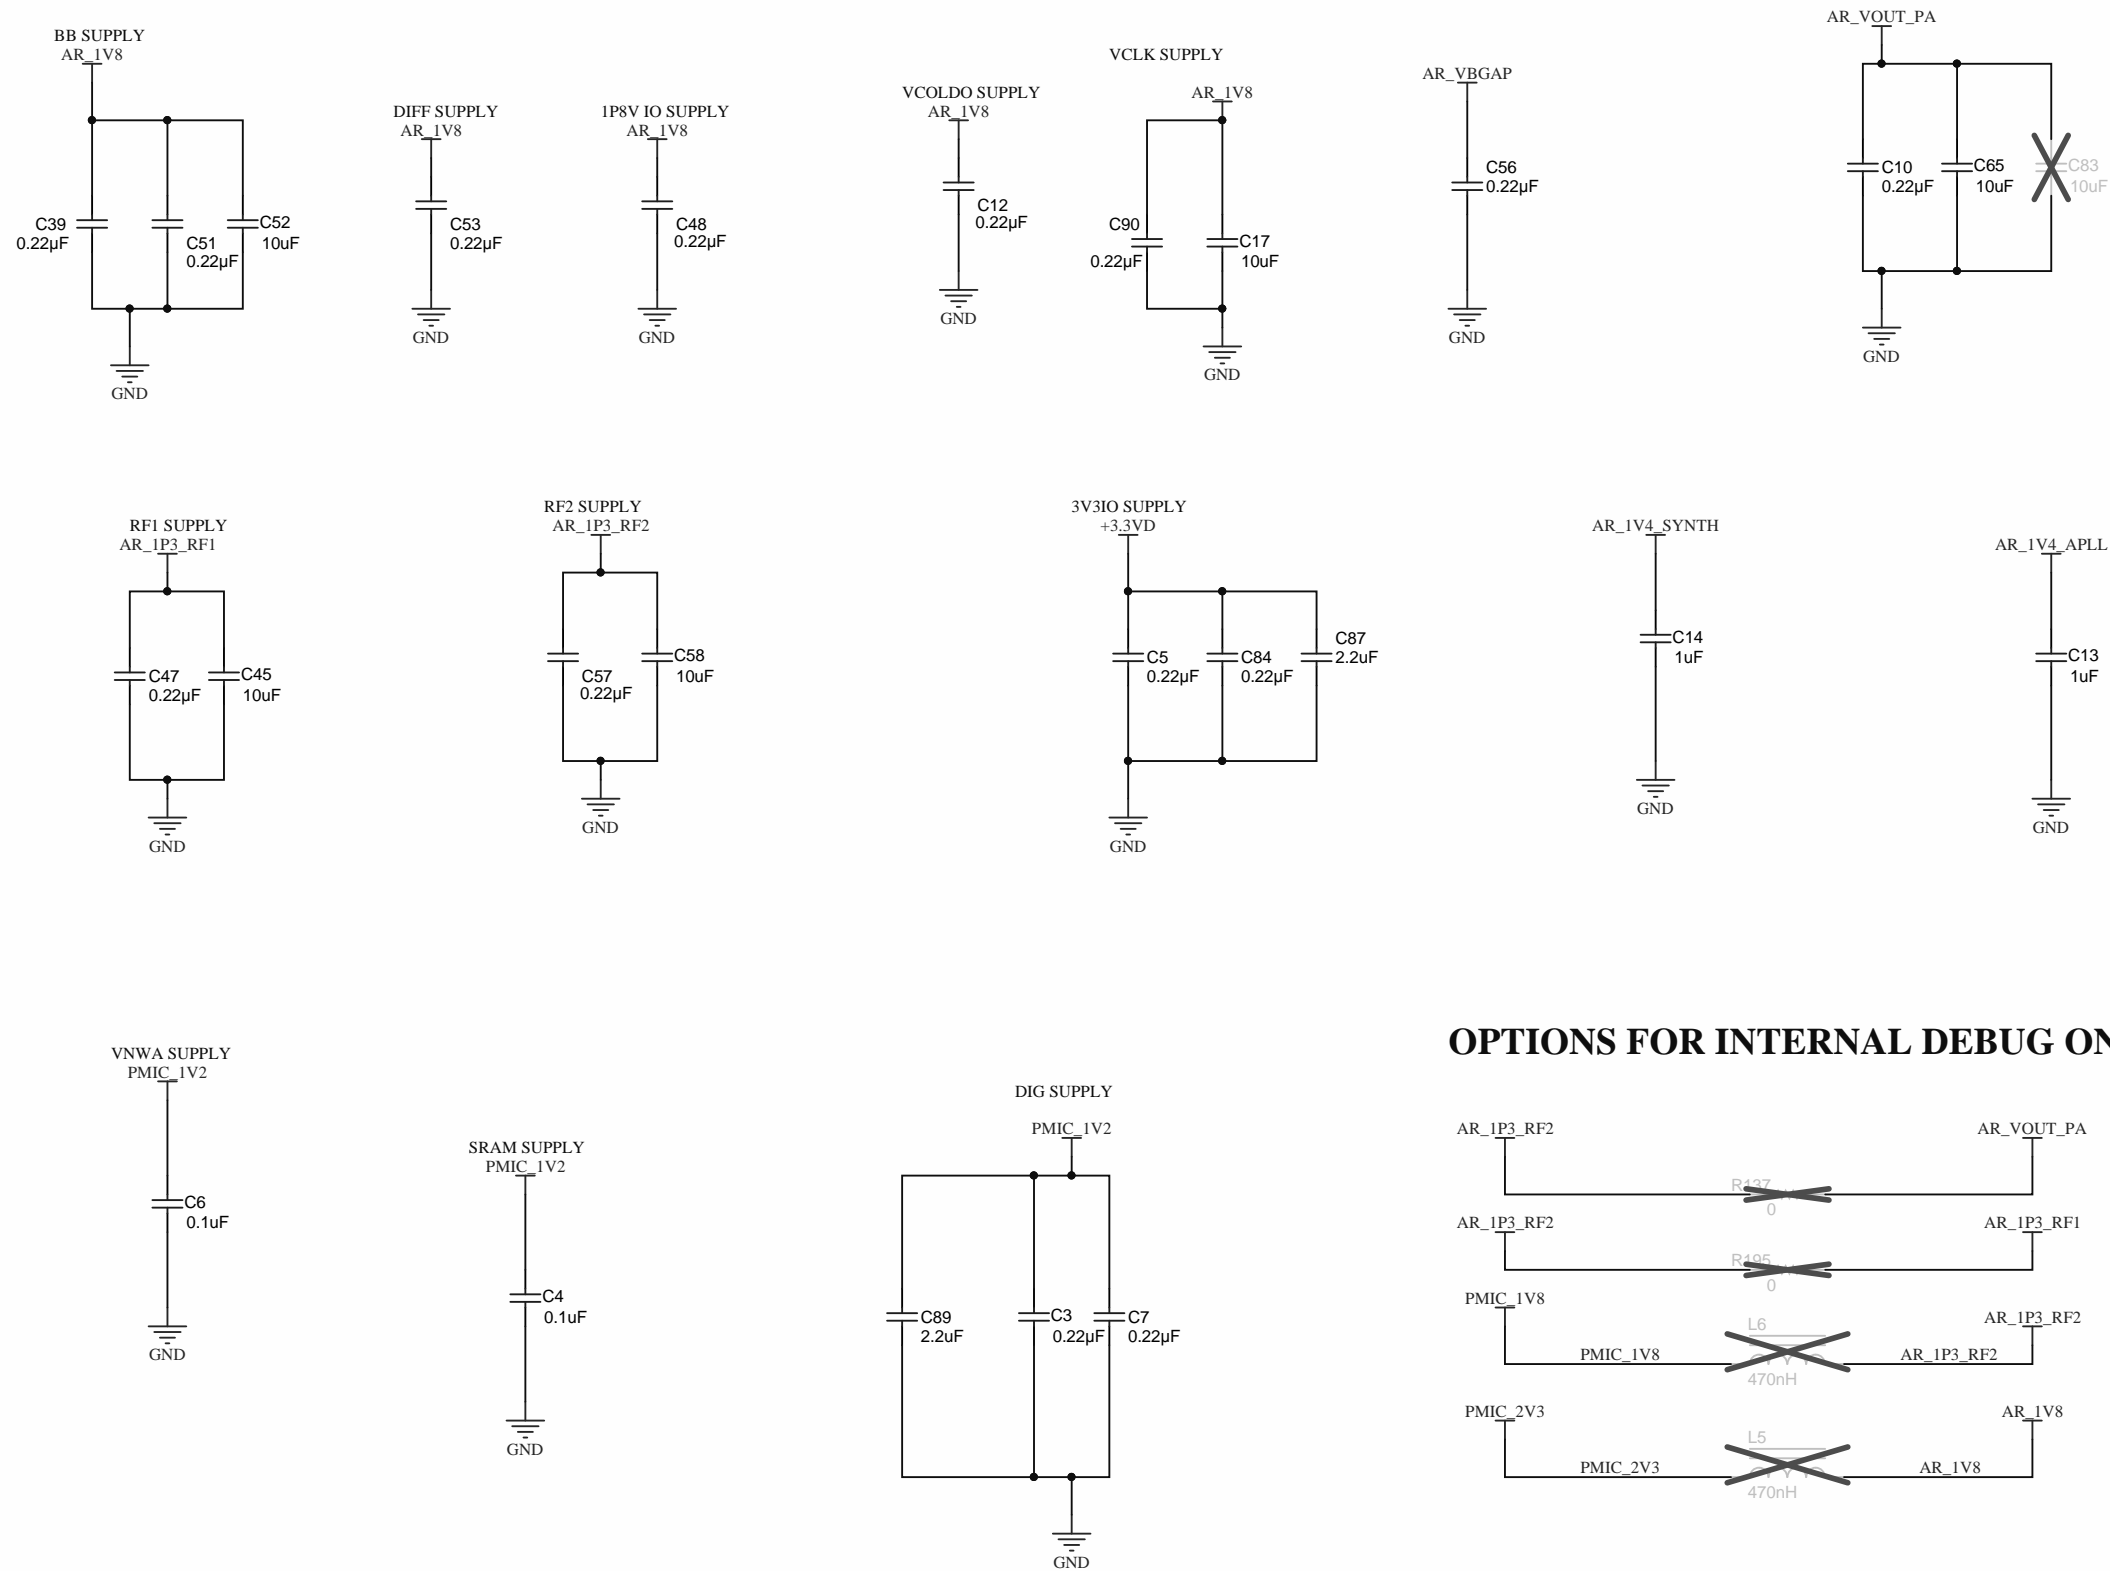 BB SUPPLY
AR_1V8
C39
0.22µF
C51
0.22µF
C52
10uF
GND
DIFF SUPPLY
AR_1V8
C53
0.22µF
GND
1P8V IO SUPPLY
AR_1V8
C48
0.22µF
GND
VCOLDO SUPPLY
AR_1V8
C12
0.22µF
GND
VCLK SUPPLY
AR_1V8
C90
0.22µF
C17
10uF
GND
AR_VBGAP
C56
0.22µF
GND
AR_VOUT_PA
C10
0.22µF
C65
10uF
C83
10uF
GND
RF1 SUPPLY
AR_1P3_RF1
C47
0.22µF
C45
10uF
GND
RF2 SUPPLY
AR_1P3_RF2
C57
0.22µF
C58
10uF
GND
3V3IO SUPPLY
+3.3VD
C5
0.22µF
C84
0.22µF
C87
2.2uF
GND
AR_1V4_SYNTH
C14
1uF
GND
AR_1V4_APLL
C13
1uF
GND
VNWA SUPPLY
PMIC_1V2
C6
0.1uF
GND
SRAM SUPPLY
PMIC_1V2
C4
0.1uF
GND
DIG SUPPLY
PMIC_1V2
C89
2.2uF
C3
0.22µF
C7
0.22µF
GND
OPTIONS FOR INTERNAL DEBUG ON
AR_1P3_RF2
AR_VOUT_PA
R137
0
AR_1P3_RF2
AR_1P3_RF1
R195
0
PMIC_1V8
AR_1P3_RF2
L6
PMIC_1V8
AR_1P3_RF2
470nH
PMIC_2V3
AR_1V8
L5
PMIC_2V3
AR_1V8
470nH